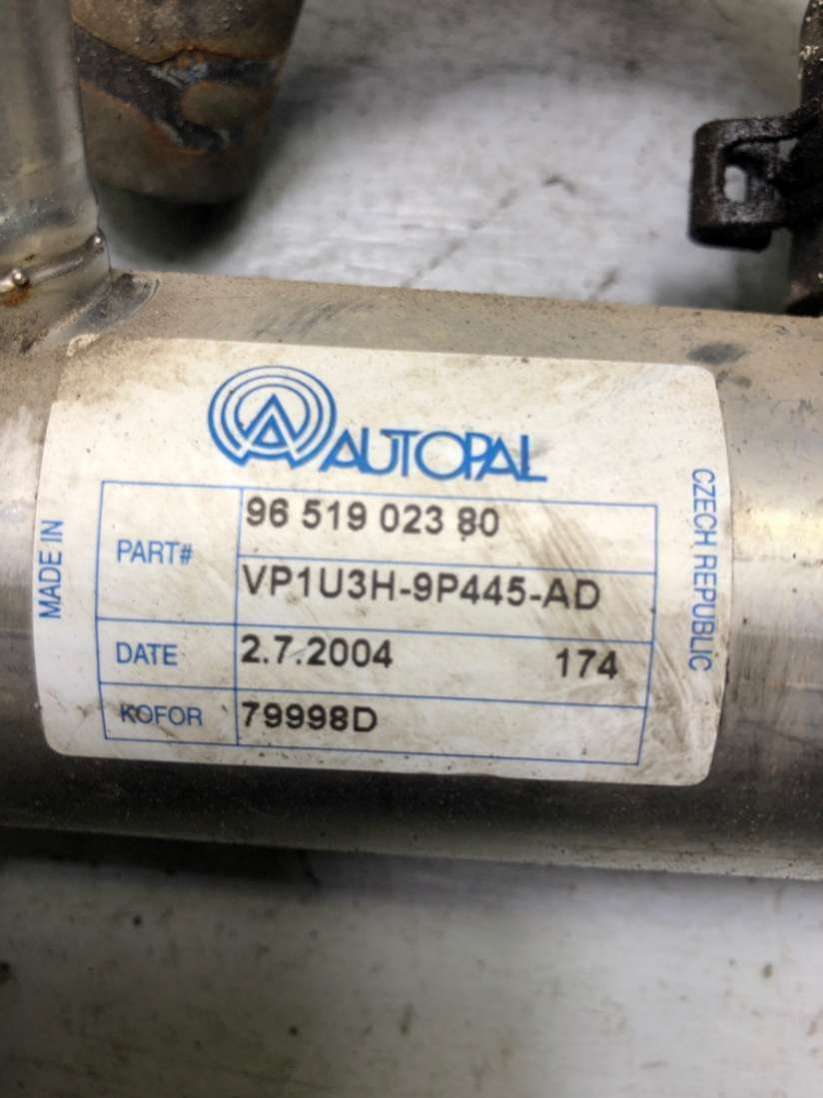 AUTOPAL
MADE IN
PART# 96 519 023 80
VP1U3H-9P445-AD
DATE 2.7.2004 174
KOFOR 79998D
CZECH REPUBLIC